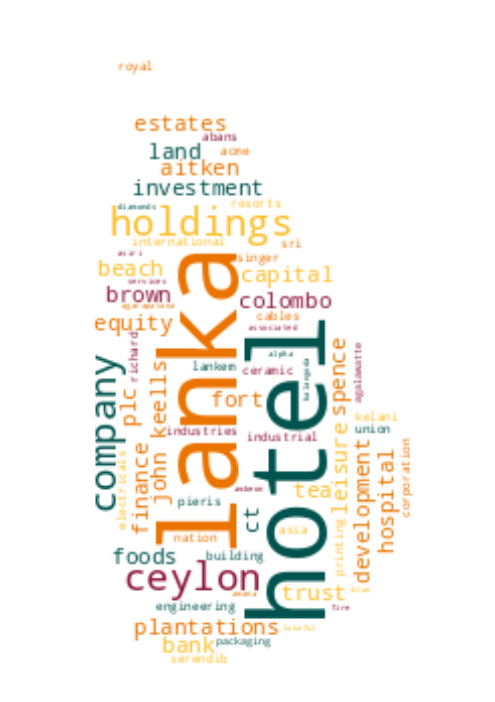 royal
estates
abans
land
acme
aitken
investment
diamonds
resorts
holdings
international
sri
asiri
singer
beach
capital
services
brown
colombo
agarapatana
cables
equity
associated
lanka
hotel
alpha
richard
company
lankem
ceramic
balangoda
spence
agalawatte
plc
keells
john
fort
kelani
union
industries
industrial
leisure
electricals
finance
development
hospital
corporation
tea
pieris
ct
asia
printing
nation
foods
building
ceylon
trust
engineering
fire
plantations
bank
packaging
serendib